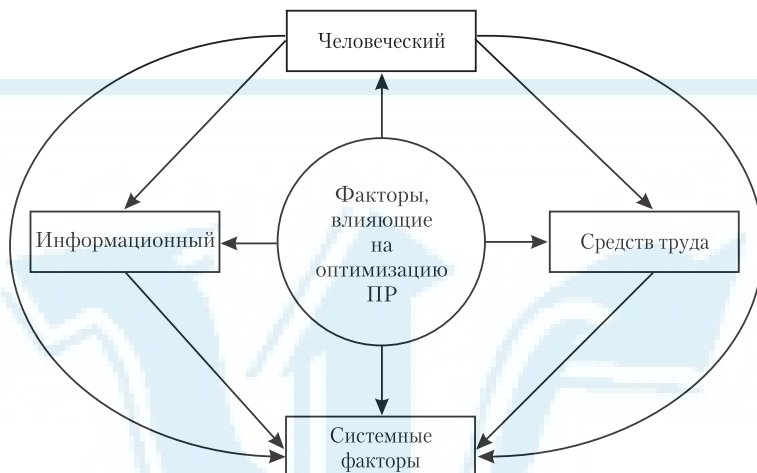 Человеческий
Факторы,
влияющие
на
оптимизацию
ПР
Информационный
Средств труда
Системные
факторы